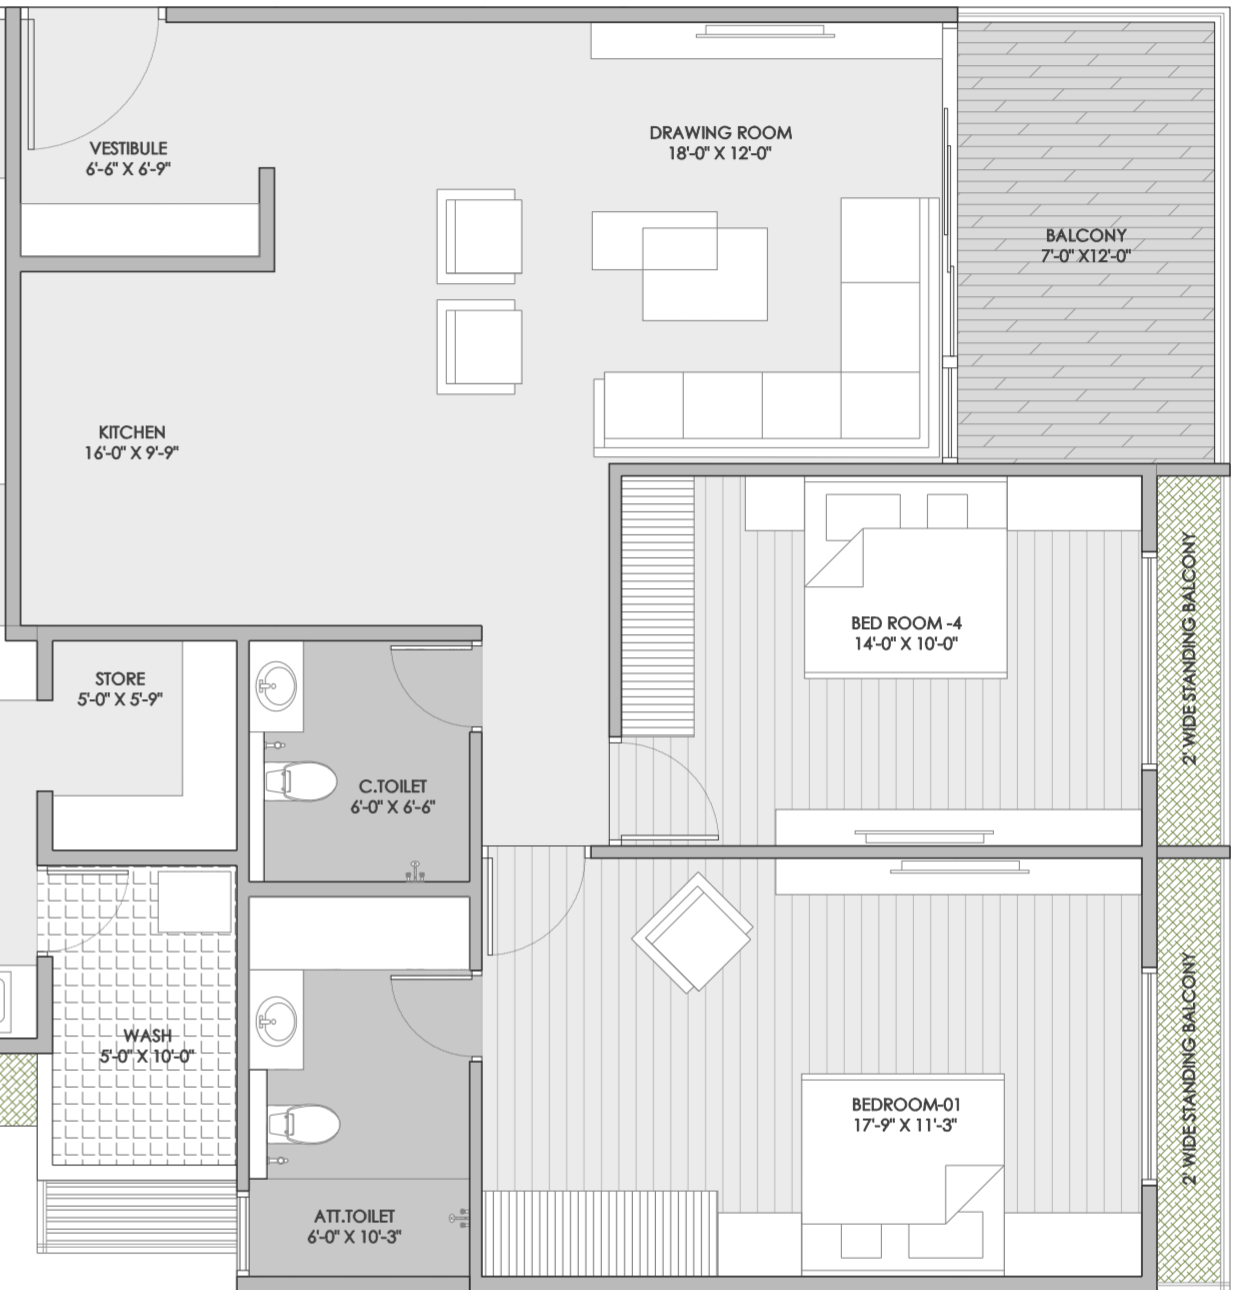 VESTIBULE
6'-6" X 6'-9"
DRAWING ROOM
18'-0" X 12'-0"
BALCONY
7'-0" X12'-0"
KITCHEN
16'-0" X 9'-9"
BED ROOM -4
14'-0" X 10'-0"
2' WIDE STANDING BALCONY
STORE
5'-0" X 5'-9"
C.TOILET
6'-0" X 6'-6"
WASH
5'-0" X 10'-0"
BEDROOM-01
17'-9" X 11'-3"
2' WIDE STANDING BALCONY
ATT.TOILET
6'-0" X 10'-3"